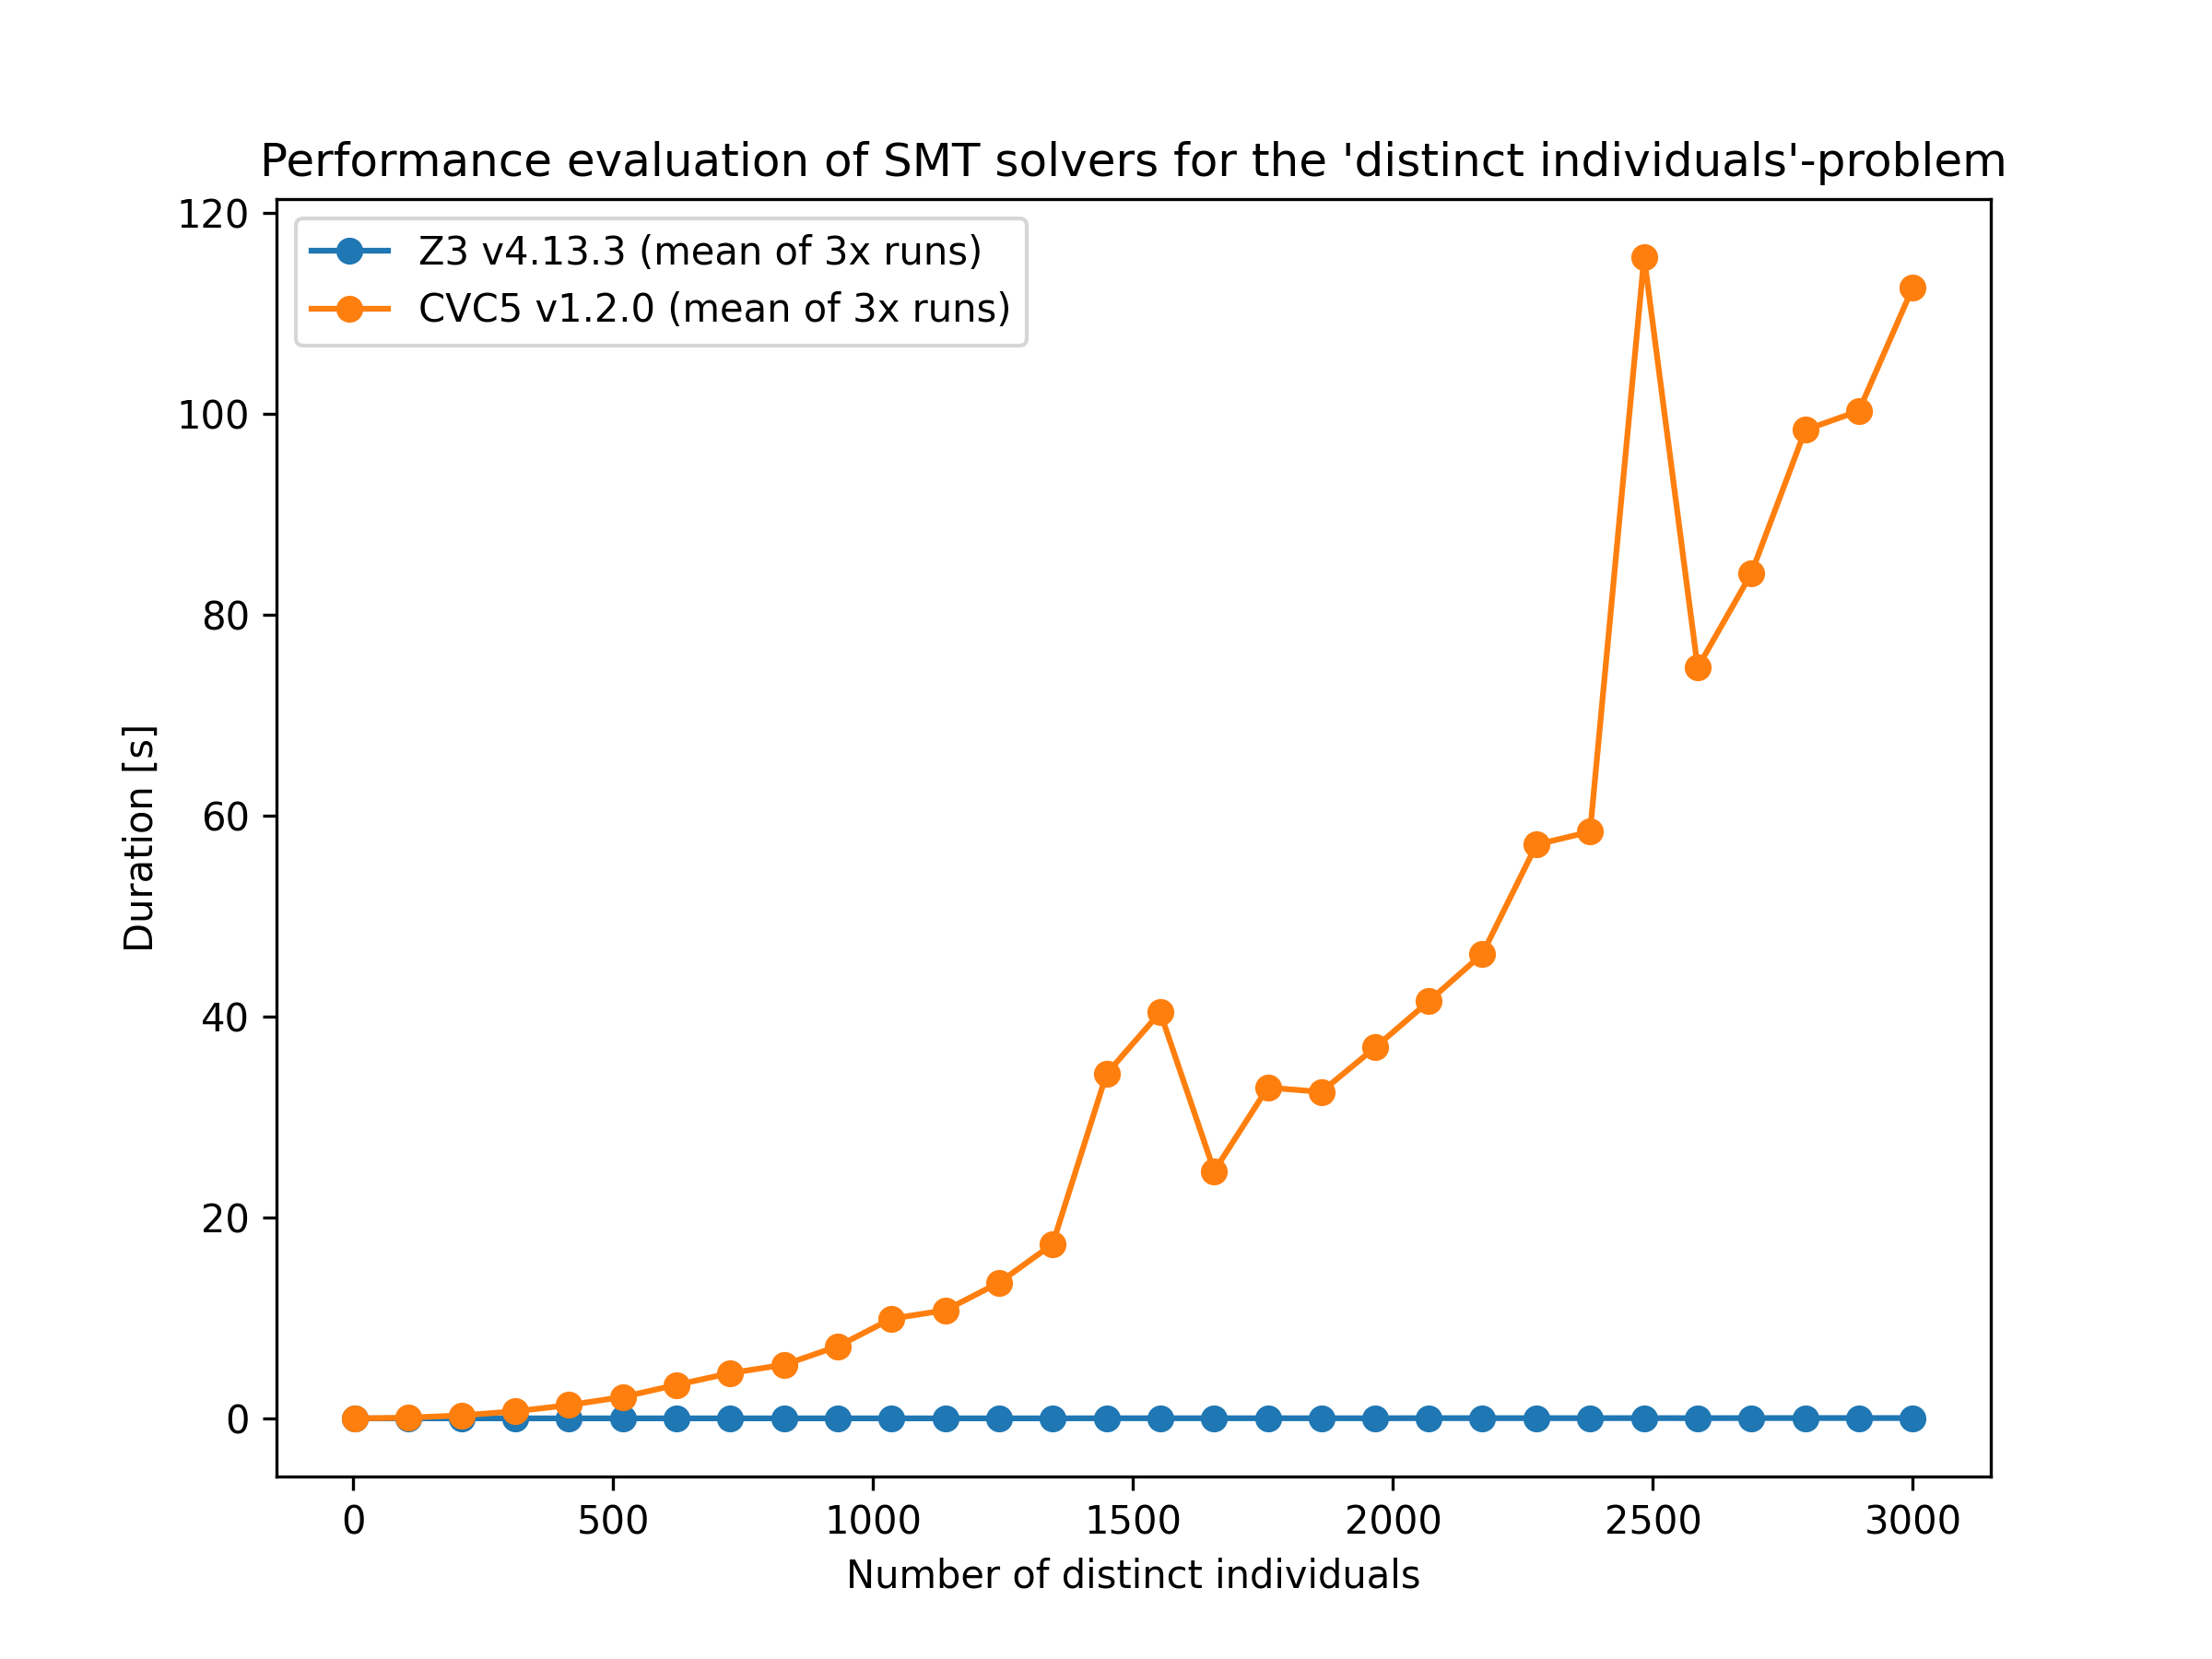 Performance evaluation of SMT solvers for the 'distinct individuals'-problem
Z3 v4.13.3 (mean of 3x runs)
CVC5 v1.2.0 (mean of 3x runs)
120
100
80
60
40
20
0
Duration [s]
0 500 1000 1500 2000 2500 3000
Number of distinct individuals